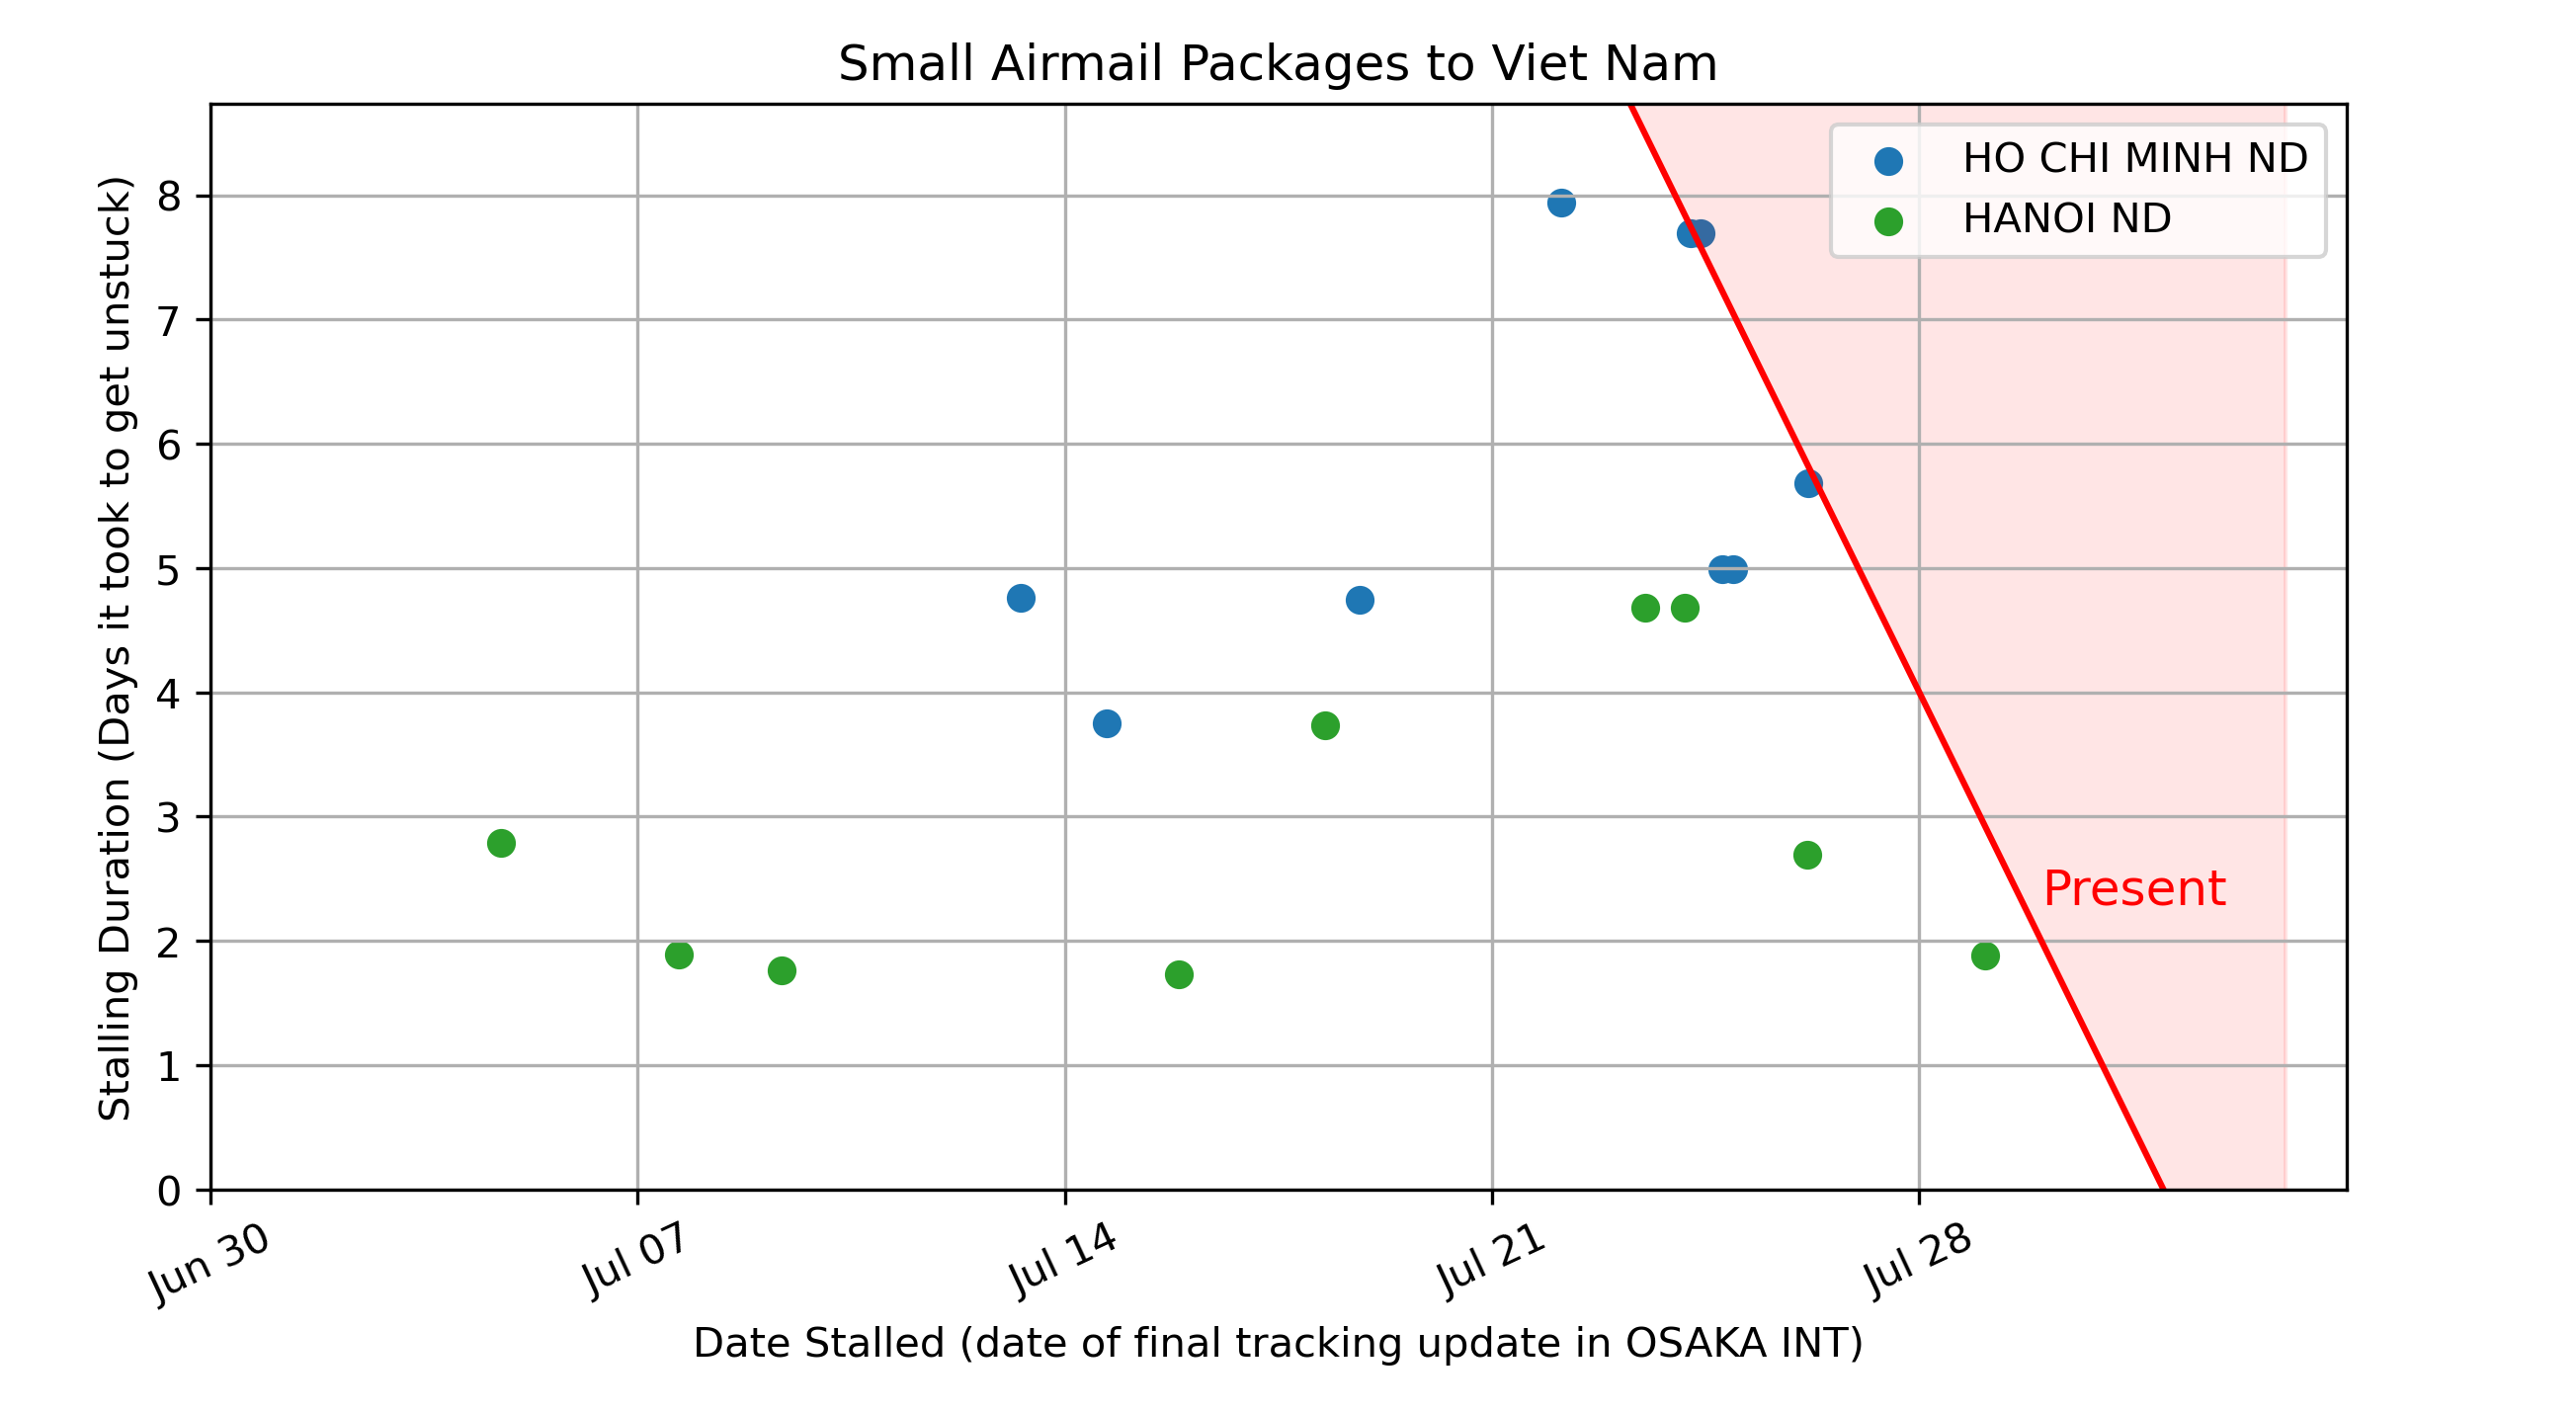 Small Airmail Packages to Viet Nam
HO CHI MINH ND
HANOI ND
Present
Stalling Duration (Days it took to get unstuck)
8
7
6
5
4
3
2
1
0
Jun 30
Jul 07
Jul 14
Jul 21
Jul 28
Date Stalled (date of final tracking update in OSAKA INT)